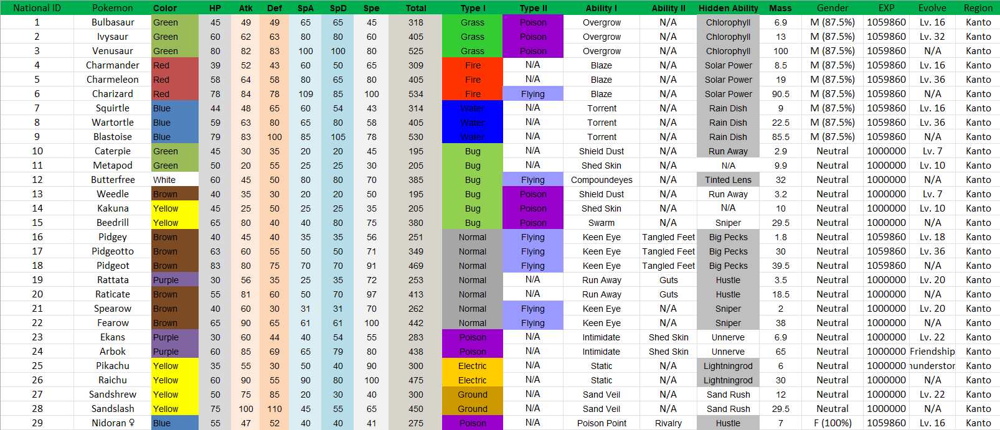 National ID Pokemon Color HP Atk Def SpA SpD Spe Total Type I Type II Ability I Ability II Hidden Ability Mass Gender EXP Evolve Region
1 Bulbasaur Green 45 49 49 65 65 45 318 Grass Poison Overgrow N/A Chlorophyll 6.9 M (87.5%) 1059860 Lv. 16 Kanto
2 Ivysaur Green 60 62 63 80 80 60 405 Grass Poison Overgrow N/A Chlorophyll 13 M (87.5%) 1059860 Lv. 32 Kanto
3 Venusaur Green 80 82 83 100 100 80 525 Grass Poison Overgrow N/A Chlorophyll 100 M (87.5%) 1059860 N/A Kanto
4 Charmander Red 39 52 43 60 50 65 309 Fire N/A Blaze N/A Solar Power 8.5 M (87.5%) 1059860 Lv. 16 Kanto
5 Charmeleon Red 58 64 58 80 65 80 405 Fire N/A Blaze N/A Solar Power 19 M (87.5%) 1059860 Lv. 36 Kanto
6 Charizard Red 78 84 78 109 85 100 534 Fire Flying Blaze N/A Solar Power 90.5 M (87.5%) 1059860 N/A Kanto
7 Squirtle Blue 44 48 65 60 54 43 314 Water N/A Torrent N/A Rain Dish 9 M (87.5%) 1059860 Lv. 16 Kanto
8 Wartortle Blue 59 63 80 65 80 58 405 Water N/A Torrent N/A Rain Dish 22.5 M (87.5%) 1059860 Lv. 36 Kanto
9 Blastoise Blue 79 83 100 85 105 78 530 Water N/A Torrent N/A Rain Dish 85.5 M (87.5%) 1059860 N/A Kanto
10 Caterpie Green 45 30 35 20 20 45 195 Bug N/A Shield Dust N/A Run Away 2.9 Neutral 1000000 Lv. 7 Kanto
11 Metapod Green 50 20 55 25 25 30 205 Bug N/A Shed Skin N/A N/A 9.9 Neutral 1000000 Lv. 10 Kanto
12 Butterfree White 60 45 50 80 80 70 385 Bug Flying Compoundeyes N/A Tinted Lens 32 Neutral 1000000 N/A Kanto
13 Weedle Brown 40 35 30 20 20 50 195 Bug Poison Shield Dust N/A Run Away 3.2 Neutral 1000000 Lv. 7 Kanto
14 Kakuna Yellow 45 25 50 25 25 35 205 Bug Poison Shed Skin N/A N/A 10 Neutral 1000000 Lv. 10 Kanto
15 Beedrill Yellow 65 80 40 40 80 75 380 Bug Poison Swarm N/A Sniper 29.5 Neutral 1000000 N/A Kanto
16 Pidgey Brown 40 45 40 35 35 56 251 Normal Flying Keen Eye Tangled Feet Big Pecks 1.8 Neutral 1059860 Lv. 18 Kanto
17 Pidgeotto Brown 63 60 55 50 50 71 349 Normal Flying Keen Eye Tangled Feet Big Pecks 30 Neutral 1059860 Lv. 36 Kanto
18 Pidgeot Brown 83 80 75 70 70 91 469 Normal Flying Keen Eye Tangled Feet Big Pecks 39.5 Neutral 1059860 N/A Kanto
19 Rattata Purple 30 56 35 25 35 72 253 Normal N/A Run Away Guts Hustle 3.5 Neutral 1000000 Lv. 20 Kanto
20 Raticate Brown 55 81 60 50 70 97 413 Normal N/A Run Away Guts Hustle 18.5 Neutral 1000000 N/A Kanto
21 Spearow Brown 40 60 30 31 31 70 262 Normal Flying Keen Eye N/A Sniper 2 Neutral 1000000 Lv. 20 Kanto
22 Fearow Brown 65 90 65 61 61 100 442 Normal Flying Keen Eye N/A Sniper 38 Neutral 1000000 N/A Kanto
23 Ekans Purple 30 60 44 40 54 55 283 Poison N/A Intimidate Shed Skin Unnerve 6.9 Neutral 1000000 Lv. 22 Kanto
24 Arbok Purple 60 85 69 65 79 80 438 Poison N/A Intimidate Shed Skin Unnerve 65 Neutral 1000000 Friendship Kanto
25 Pikachu Yellow 35 55 30 50 40 90 300 Electric N/A Static N/A Lightningrod 6 Neutral 1000000 hunderstor Kanto
26 Raichu Yellow 60 90 55 90 80 100 475 Electric N/A Static N/A Lightningrod 30 Neutral 1000000 N/A Kanto
27 Sandshrew Yellow 50 75 85 20 30 40 300 Ground N/A Sand Veil N/A Sand Rush 12 Neutral 1000000 Lv. 22 Kanto
28 Sandslash Yellow 75 100 110 45 55 65 450 Ground N/A Sand Veil N/A Sand Rush 29.5 Neutral 1000000 N/A Kanto
29 Nidoran ♀ Blue 55 47 52 40 40 41 275 Poison N/A Poison Point Rivalry Hustle 7 F (100%) 1000000 Lv. 16 Kanto